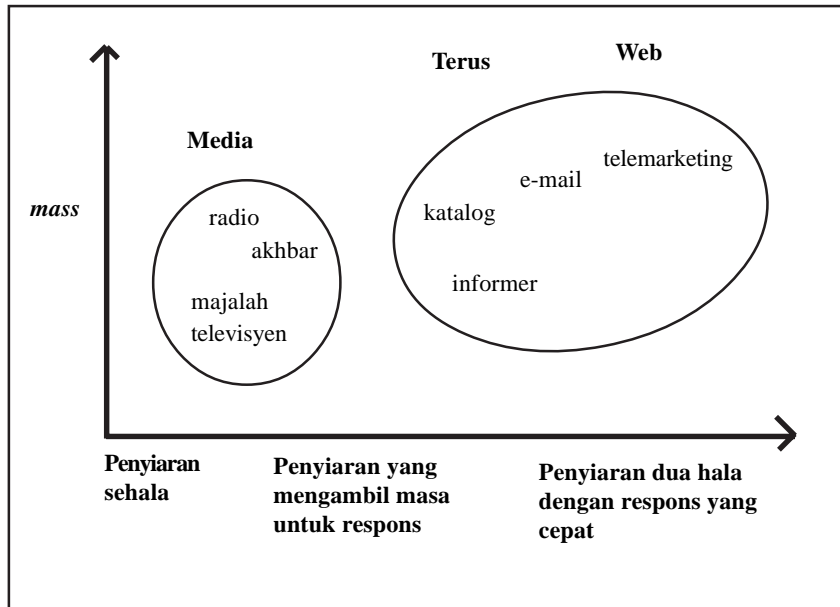 Terus
Web
Media
mass
radio
akhbar
majalah
televisyen
telemarketing
e-mail
katalog
informer
Penyiaran
sehala
Penyiaran yang
mengambil masa
untuk respons
Penyiaran dua hala
dengan respons yang
cepat